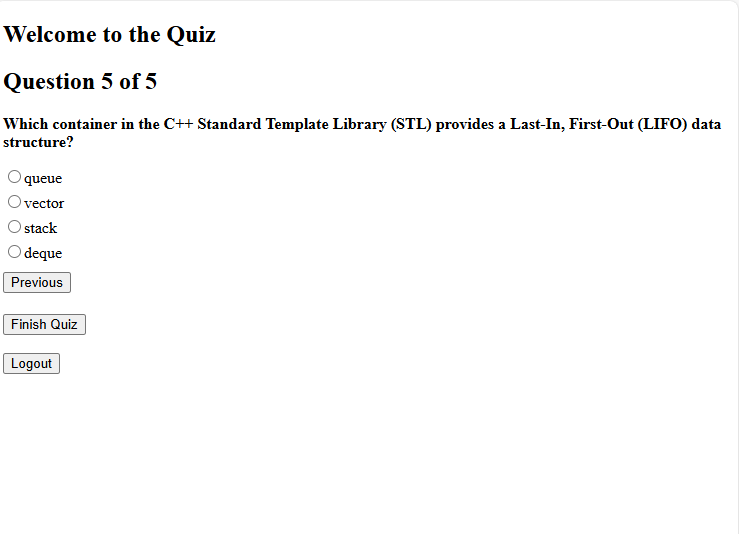 Welcome to the Quiz
Question 5 of 5
Which container in the C++ Standard Template Library (STL) provides a Last-In, First-Out (LIFO) data
structure?
queue
vector
stack
deque
Previous
Finish Quiz
Logout